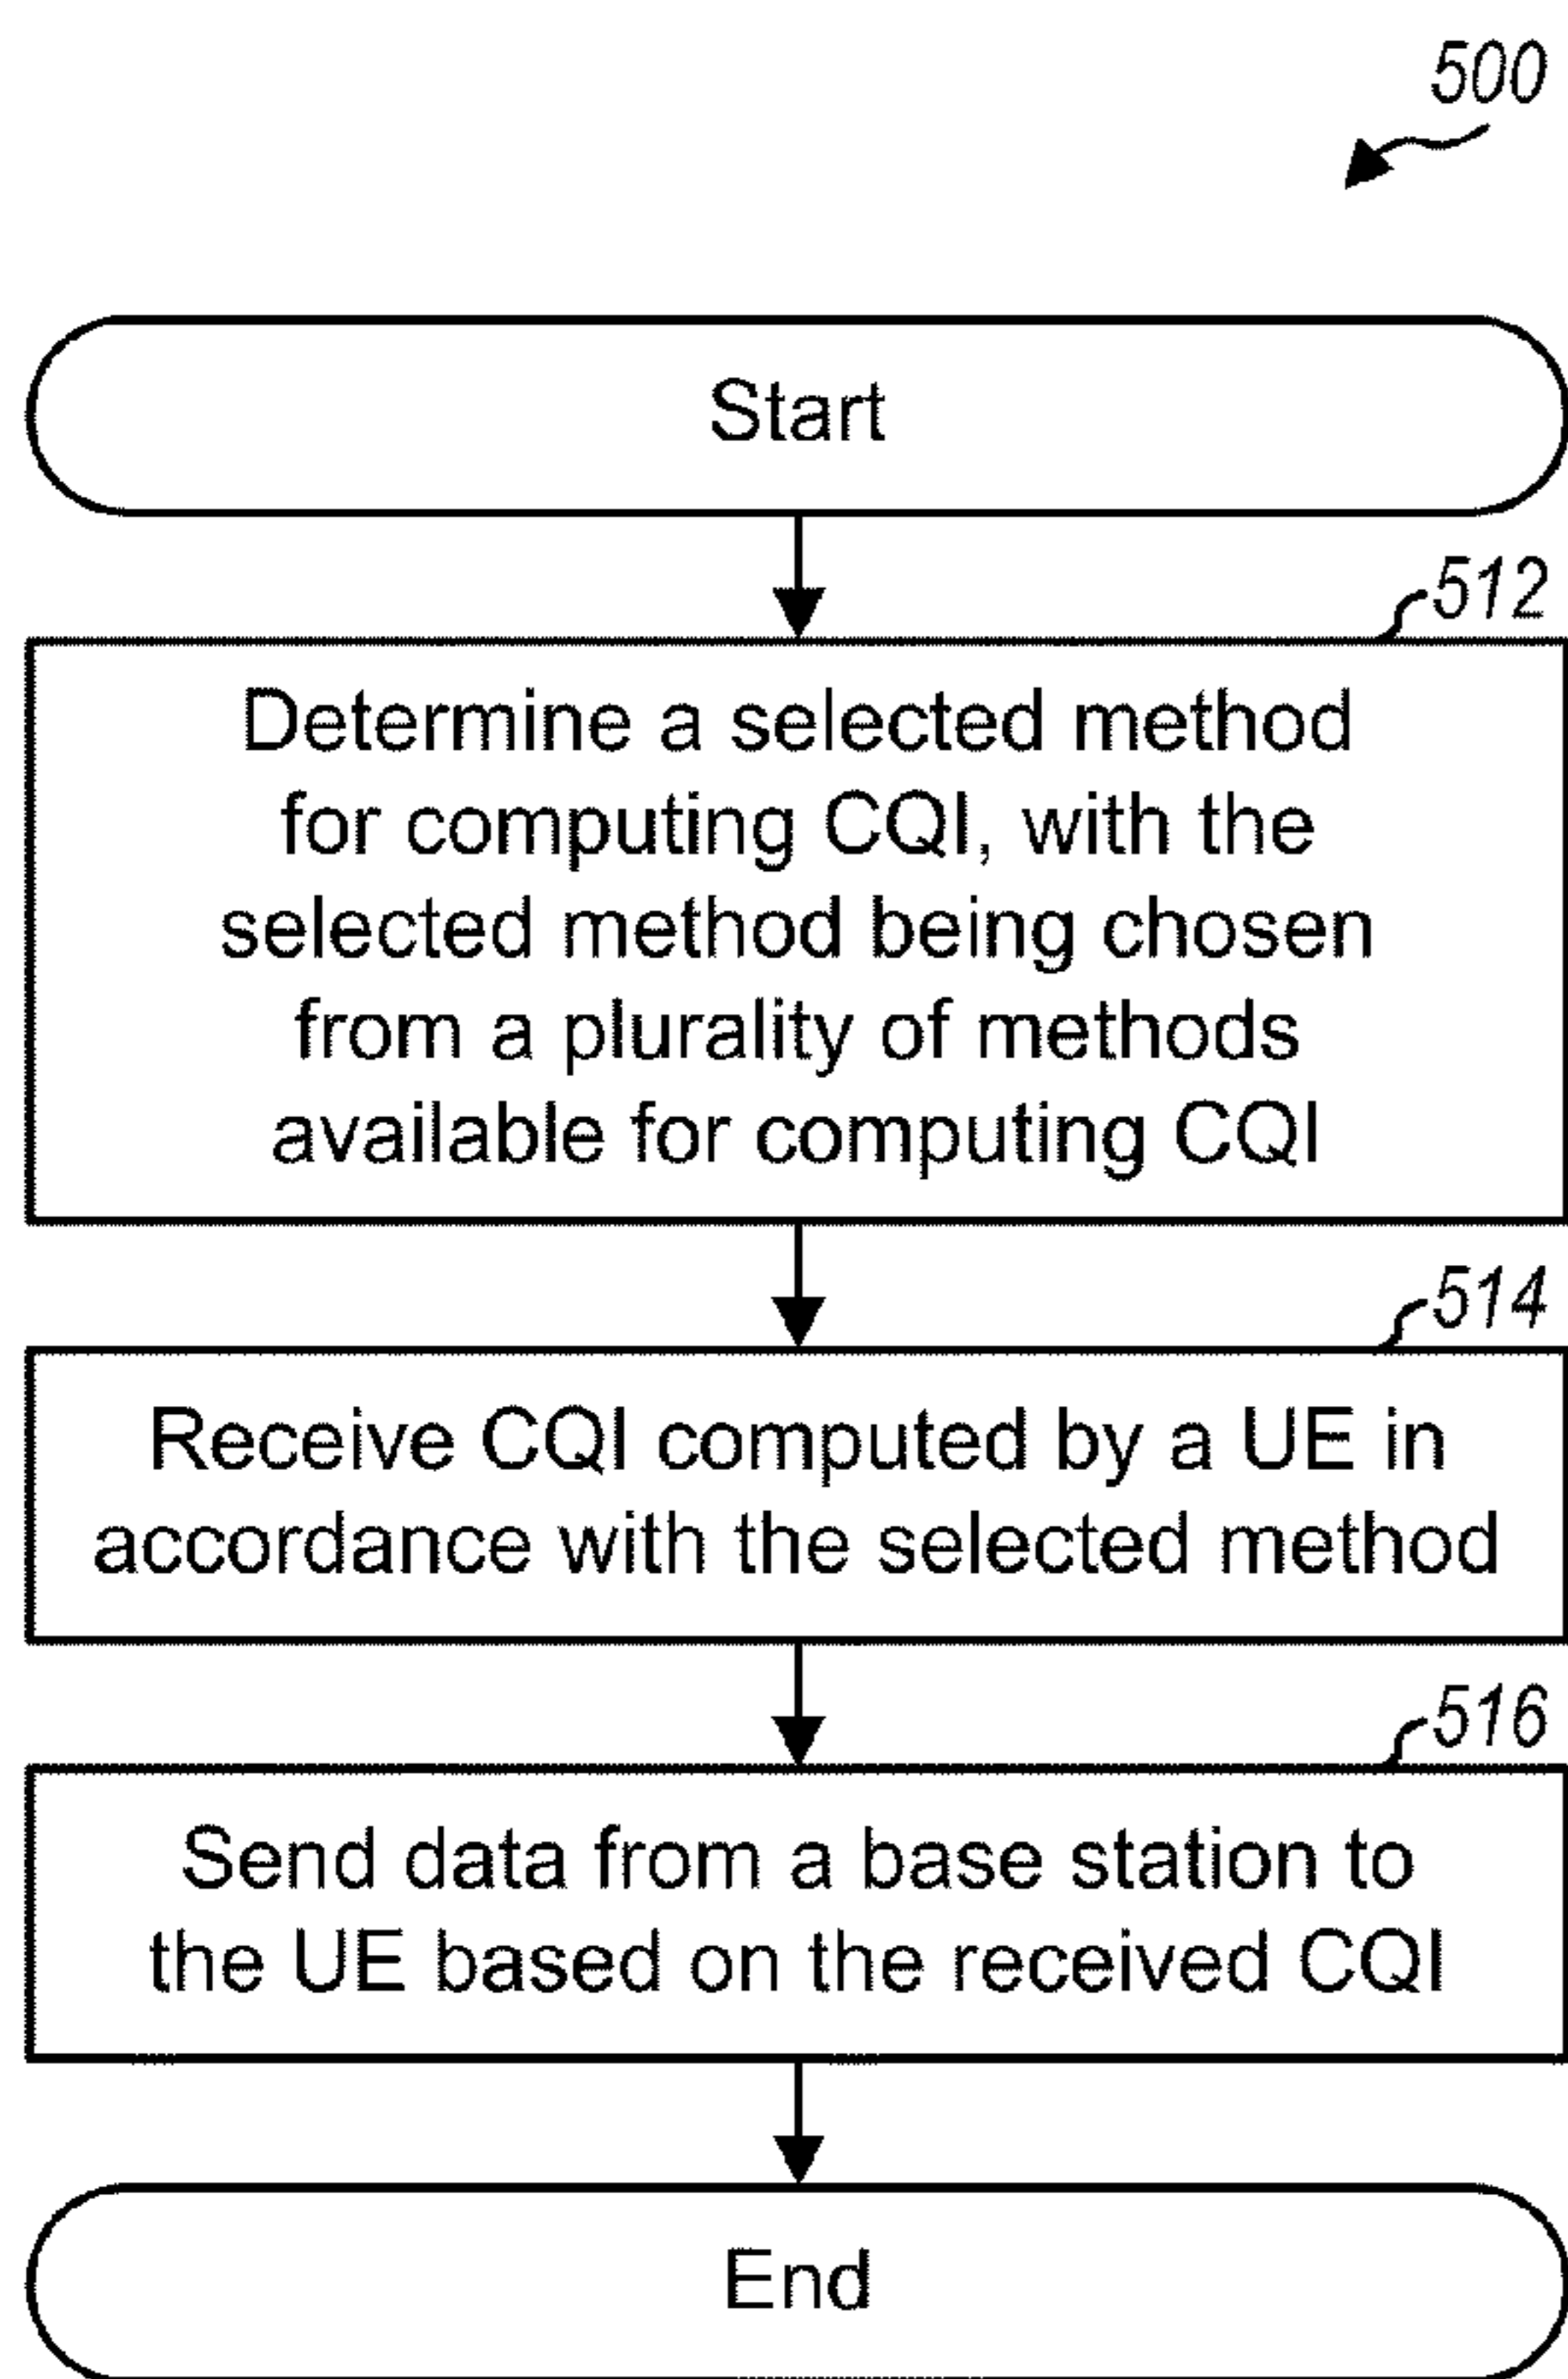 500
Start
512
Determine a selected method
for computing CQI, with the
selected method being chosen
from a plurality of methods
available for computing CQI
514
Receive CQI computed by a UE in
accordance with the selected method
516
Send data from a base station to
the UE based on the received CQI
End